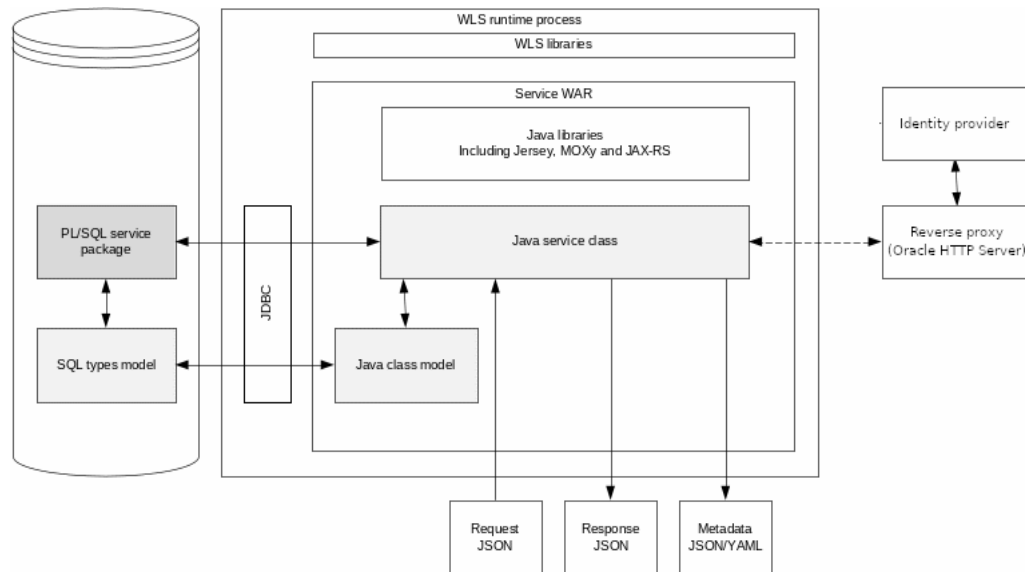 WLS runtime process
WLS libraries
Service WAR
Java libraries
Including Jersey, MOXy and JAX-RS
Identity provider
PL/SQL service
package
JDBC
Java service class
Reverse proxy
(Oracle HTTP Server)
SQL types model
Java class model
Request
JSON
Response
JSON
Metadata
JSON/YAML